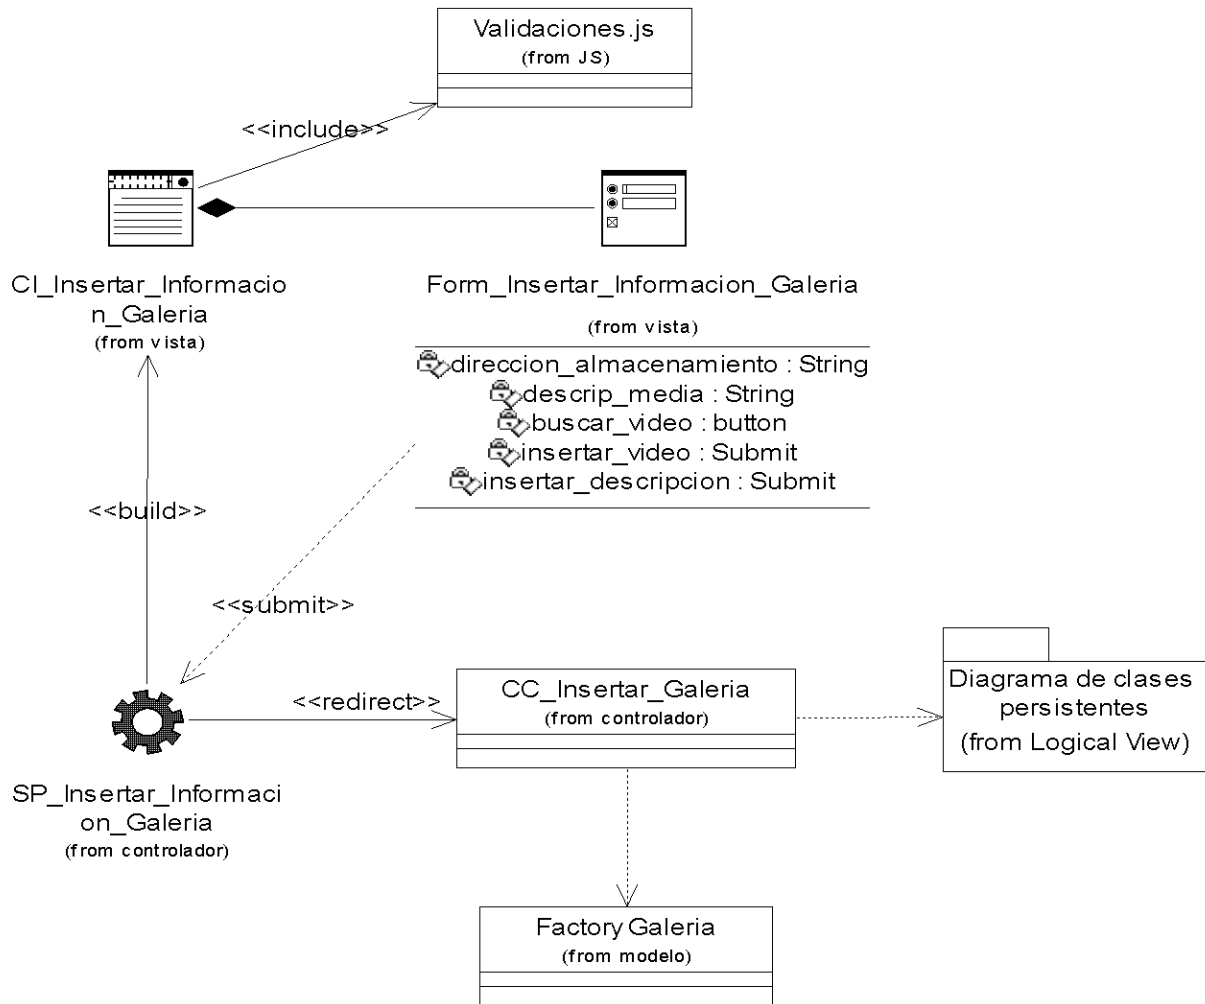 Validaciones.js
(from JS)
<<include>>
CI_Insertar_Informacio
n_Galeria
(from vista)
Form_Insertar_Informacion_Galeria
(from vista)
direccion_almacenamiento : String
descrip_media : String
buscar_video : button
insertar_video : Submit
insertar_descripcion : Submit
<<build>>
<<submit>>
<<redirect>>
CC_Insertar_Galeria
(from controlador)
Diagrama de clases
persistentes
(from Logical View)
SP_Insertar_Informaci
on_Galeria
(from controlador)
Factory Galeria
(from modelo)